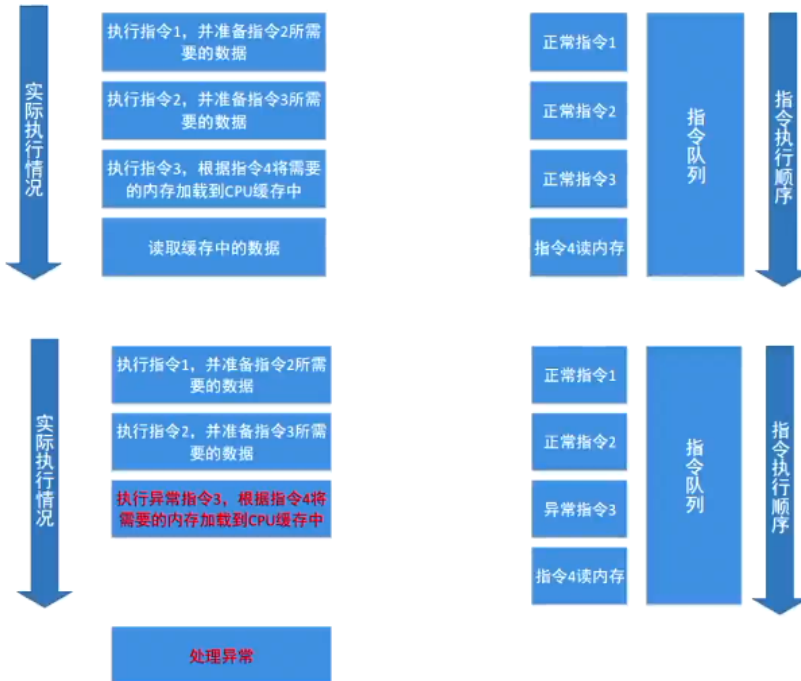 实际执行情况
执行指令1，并准备指令2所需
要的数据
执行指令2，并准备指令3所需
要的数据
执行指令3，根据指令4将需要
的内存加载到CPU缓存中
读取缓存中的数据
正常指令1
正常指令2
正常指令3
指令4读内存
指令队列
指令执行顺序
实际执行情况
执行指令1，并准备指令2所需
要的数据
执行指令2，并准备指令3所需
要的数据
执行异常指令3，根据指令4将
需要的内存加载到CPU缓存中
处理异常
正常指令1
正常指令2
异常指令3
指令4读内存
指令队列
指令执行顺序